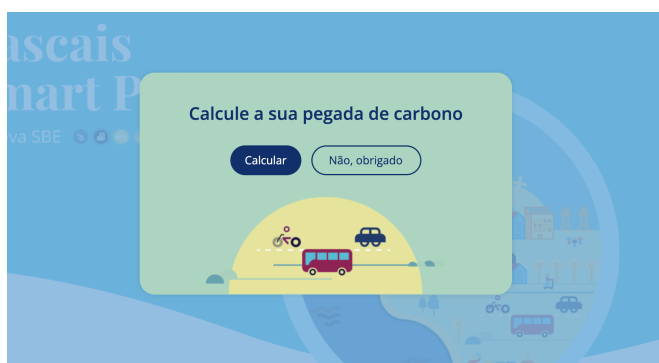 ascais
mart P
va SBE
Calcule a sua pegada de carbono
Calcular
Não, obrigado